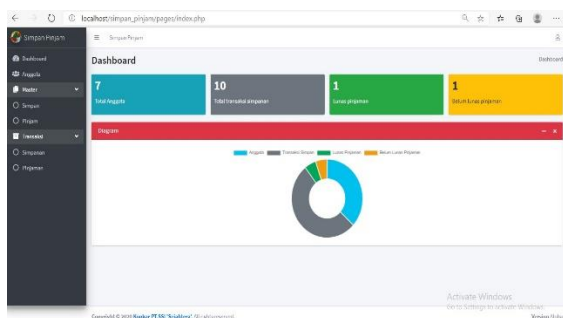 localhost/simpan_pinjam/pages/index.php
Simpan Pinjam
Simpan Pinjam
Dashboard
Anggota
Master
Simpan
Pinjam
Transaksi
Simpanan
Pinjaman
Dashboard
Dashboard
7
Total Anggota
10
Total transaksi simpanan
1
Lunas pinjaman
1
Belum lunas pinjaman
Diagram
Anggota
Transaksi Simpan
Lunas Pinjaman
Belum Lunas Pinjaman
Activate Windows
Go to Settings to activate Windows.
Copyright ©